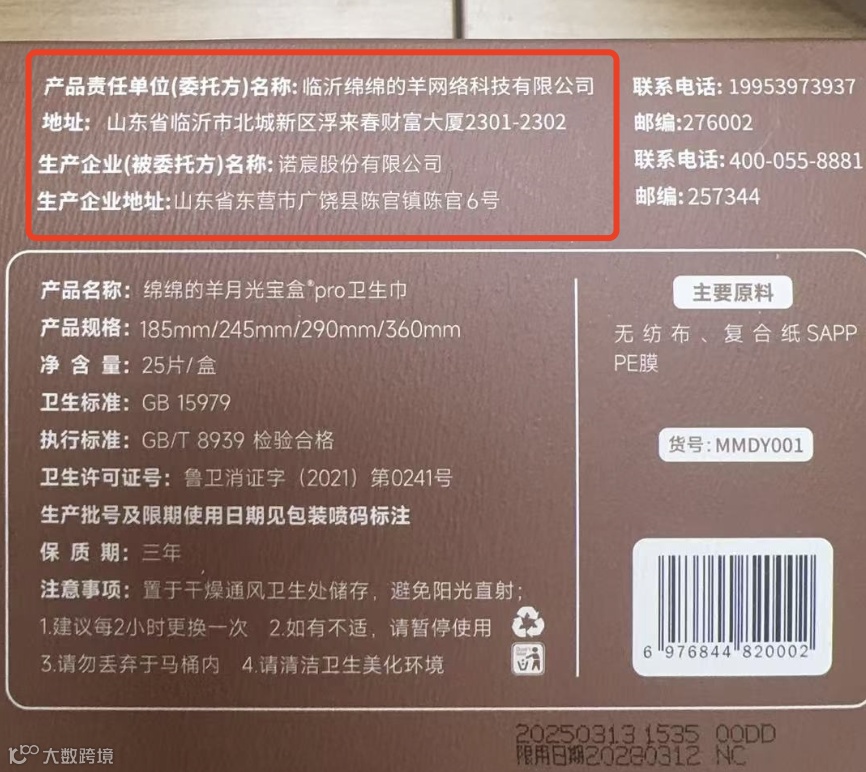 产品责任单位(委托方)名称: 临沂绵绵的羊网络科技有限公司 联系电话: 19953973937
地址: 山东省临沂市北城新区浮来春财富大厦2301-2302 邮编:276002
生产企业(被委托方)名称: 诺宸股份有限公司 联系电话: 400-055-8881
生产企业地址:山东省东营市广饶县陈官镇陈官6号 邮编:257344
产品名称: 绵绵的羊月光宝盒®pro卫生巾
产品规格: 185mm/245mm/290mm/360mm
净含量: 25片/盒
卫生标准: GB 15979
执行标准: GB/T 8939 检验合格
卫生许可证号: 鲁卫消证字（2021）第0241号
生产批号及限期使用日期见包装喷码标注
保质期: 三年
注意事项: 置于干燥通风卫生处储存，避免阳光直射；
1.建议每2小时更换一次 2.如有不适，请暂停使用
3.请勿丢弃于马桶内 4.请清洁卫生美化环境
主要原料
无纺布、复合纸SAPP
PE膜
货号:MMDY001
6 976844 820002
20250313 1535 00DD
限用日期20280312 NC
大数跨境